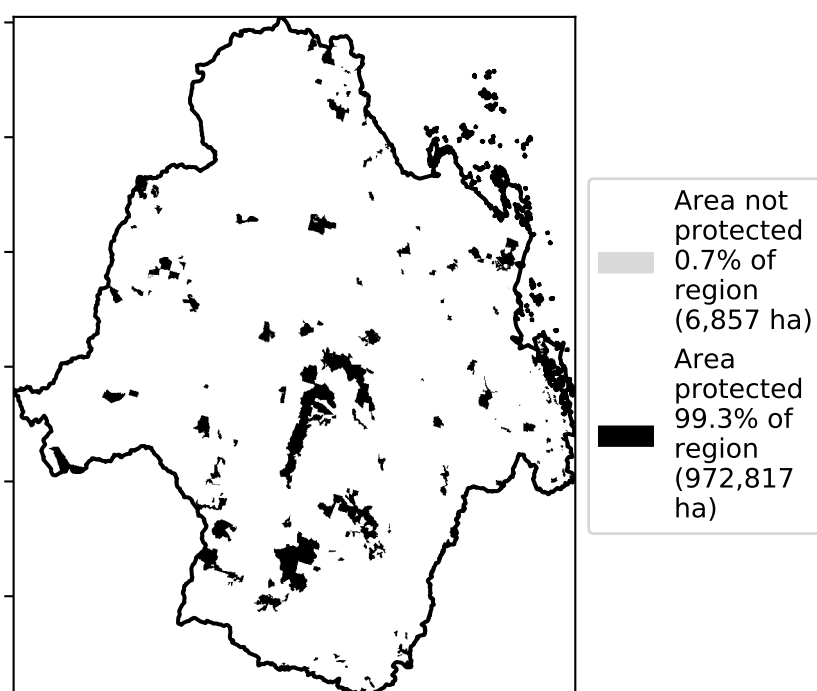 Area not
protected
0.7% of
region
(6,857 ha)
Area
protected
99.3% of
region
(972,817
ha)